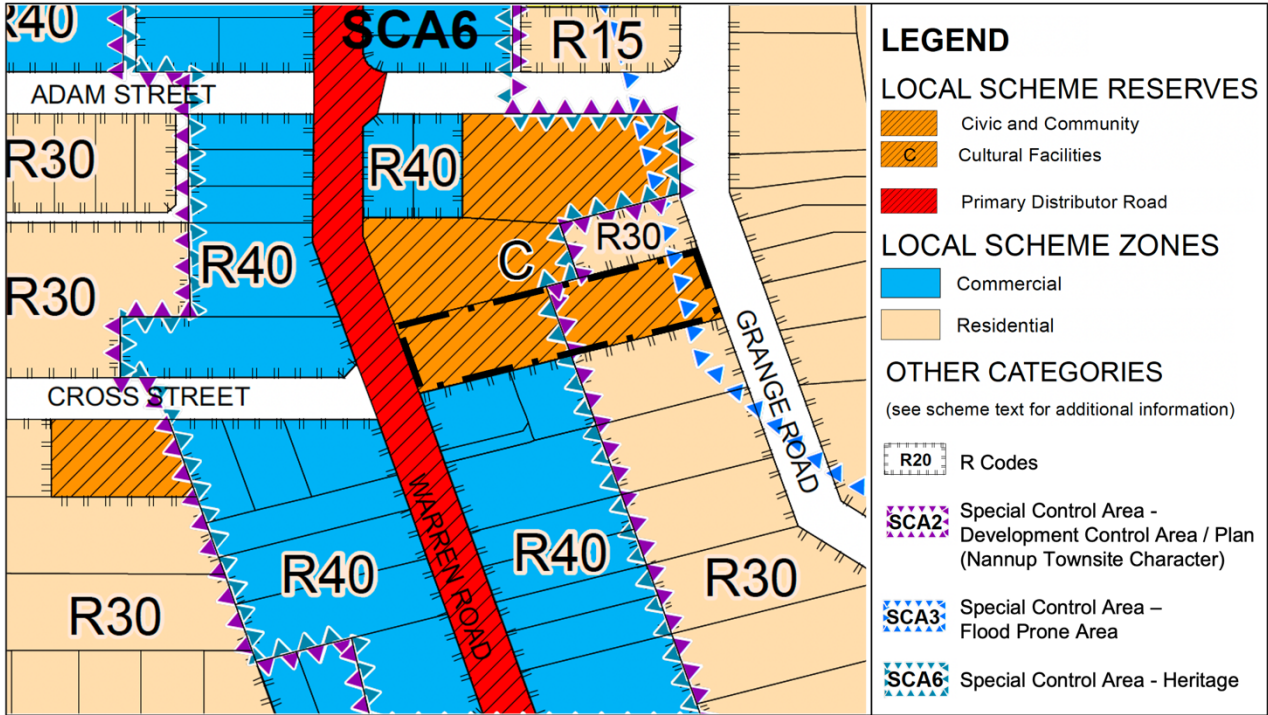 R40
SCA6
R15
ADAM STREET
R30
R40
R30
R40
C
R30
CROSS STREET
GRANGE ROAD
WARREN ROAD
R40
R40
R30
R30
LEGEND
LOCAL SCHEME RESERVES
Civic and Community
C Cultural Facilities
Primary Distributor Road
LOCAL SCHEME ZONES
Commercial
Residential
OTHER CATEGORIES
(see scheme text for additional information)
R20 R Codes
SCA2 Special Control Area -
Development Control Area / Plan
(Nannup Townsite Character)
SCA3 Special Control Area –
Flood Prone Area
SCA6 Special Control Area - Heritage